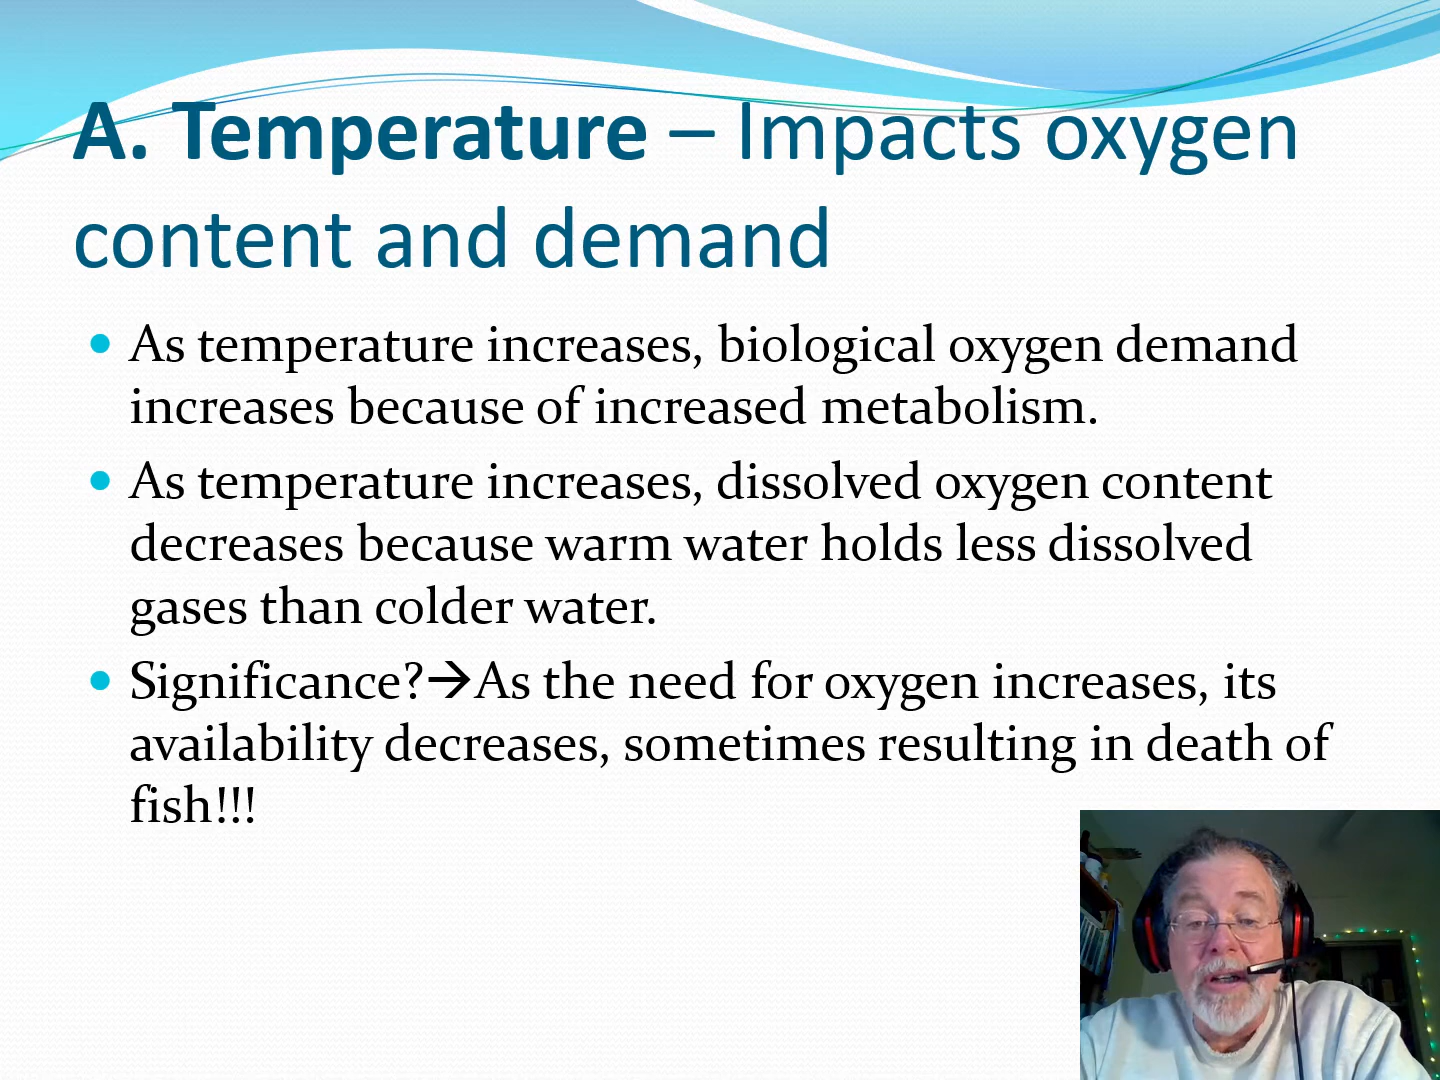 A. Temperature – Impacts oxygen
content and demand
• As temperature increases, biological oxygen demand
increases because of increased metabolism.
• As temperature increases, dissolved oxygen content
decreases because warm water holds less dissolved
gases than colder water.
• Significance?→As the need for oxygen increases, its
availability decreases, sometimes resulting in death of
fish!!!